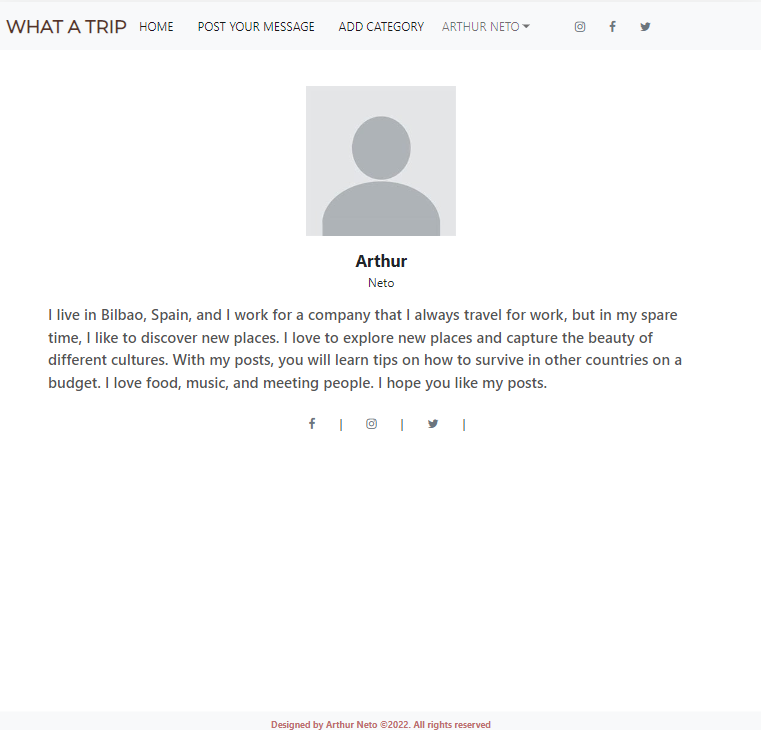 WHAT A TRIP HOME POST YOUR MESSAGE ADD CATEGORY ARTHUR NETO
Arthur
Neto
I live in Bilbao, Spain, and I work for a company that I always travel for work, but in my spare
time, I like to discover new places. I love to explore new places and capture the beauty of
different cultures. With my posts, you will learn tips on how to survive in other countries on a
budget. I love food, music, and meeting people. I hope you like my posts.
| | |
Designed by Arthur Neto ©2022. All rights reserved